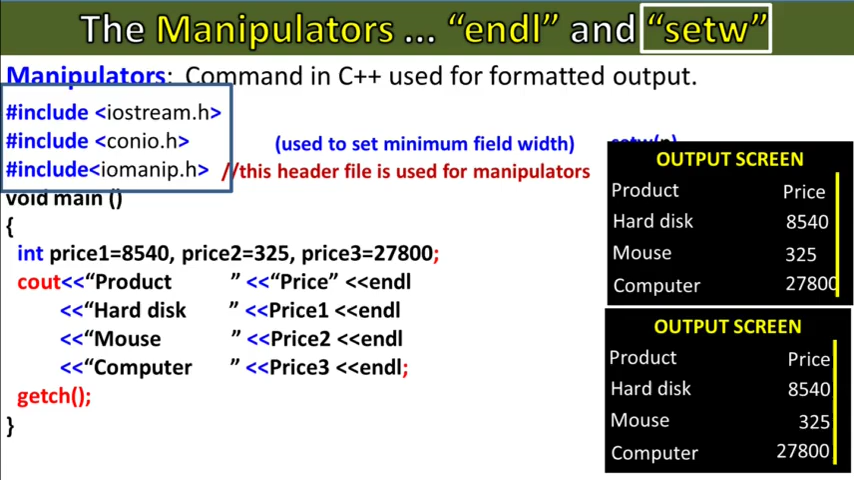 The Manipulators ... “endl” and “setw”
Manipulators: Command in C++ used for formatted output.
#include <iostream.h>
#include <conio.h>
(used to set minimum field width)
#include<iomanip.h> //this header file is used for manipulators
void main ()
{
int price1=8540, price2=325, price3=27800;
cout<<“Product ” <<“Price” <<endl
<<“Hard disk ” <<Price1 <<endl
<<“Mouse ” <<Price2 <<endl
<<“Computer ” <<Price3 <<endl;
getch();
}
OUTPUT SCREEN
Product Price
Hard disk 8540
Mouse 325
Computer 27800
OUTPUT SCREEN
Product Price
Hard disk 8540
Mouse 325
Computer 27800